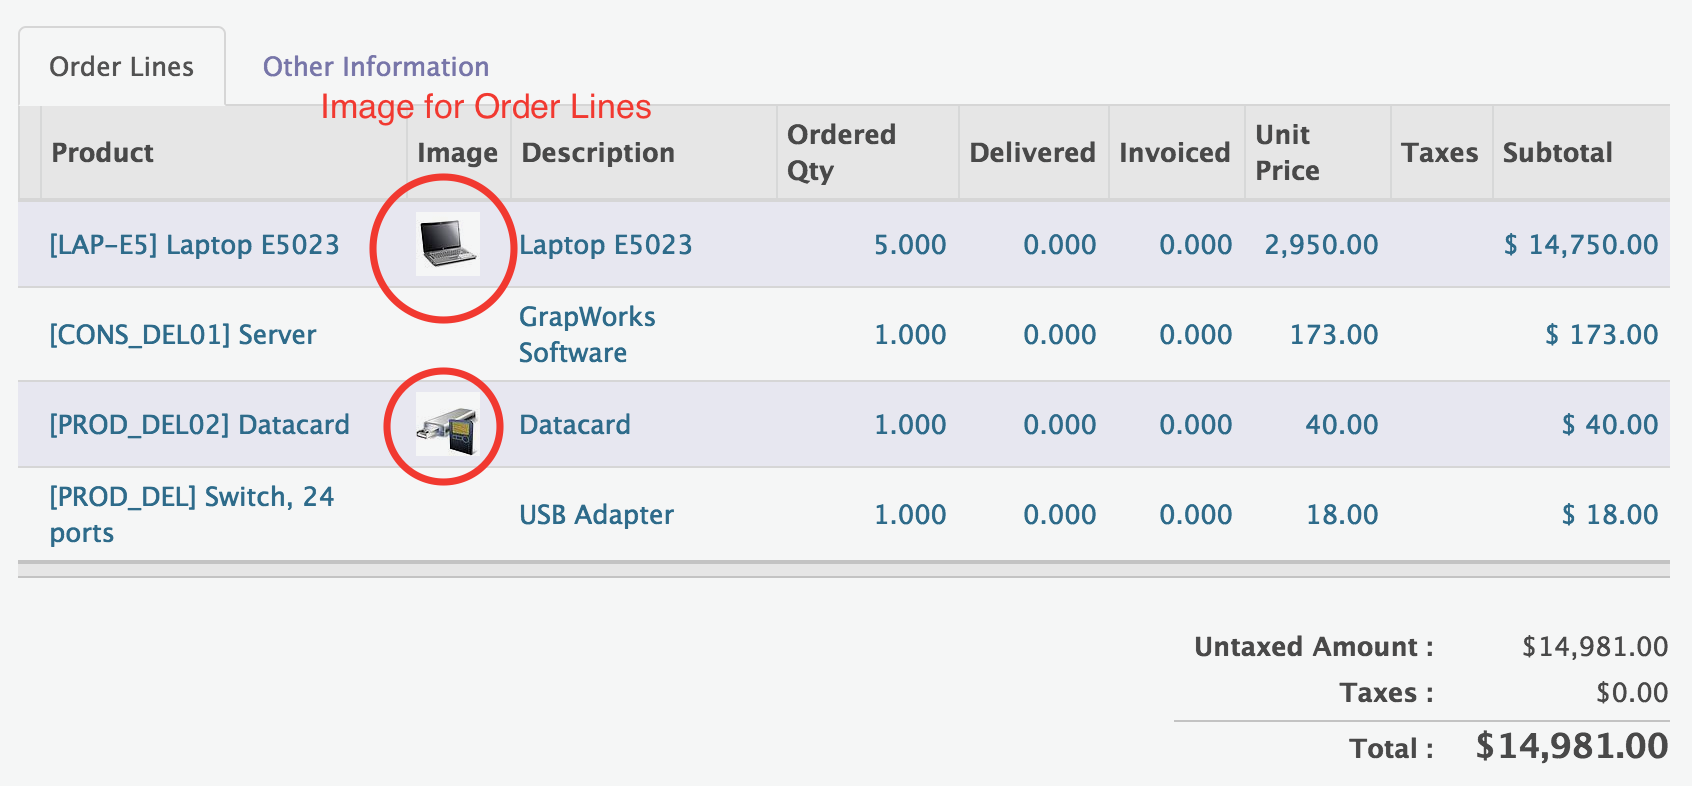 Order Lines
Other Information
Image for Order Lines
Product Image Description Ordered Qty Delivered Invoiced Unit Price Taxes Subtotal
[LAP-E5] Laptop E5023 Laptop E5023 5.000 0.000 0.000 2,950.00 $ 14,750.00
[CONS_DEL01] Server GrapWorks Software 1.000 0.000 0.000 173.00 $ 173.00
[PROD_DEL02] Datacard Datacard 1.000 0.000 0.000 40.00 $ 40.00
[PROD_DEL] Switch, 24 ports USB Adapter 1.000 0.000 0.000 18.00 $ 18.00
Untaxed Amount : $14,981.00
Taxes : $0.00
Total : $14,981.00